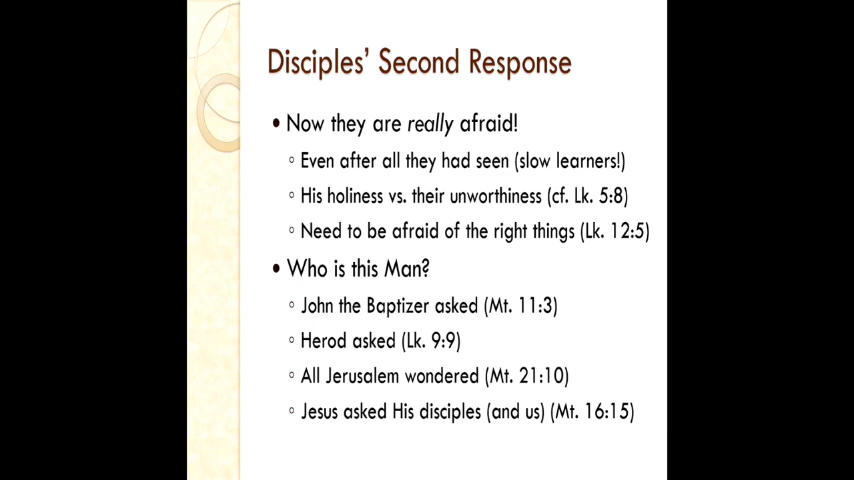 Disciples’ Second Response
• Now they are really afraid!
◦ Even after all they had seen (slow learners!)
◦ His holiness vs. their unworthiness (cf. Lk. 5:8)
◦ Need to be afraid of the right things (Lk. 12:5)
• Who is this Man?
◦ John the Baptizer asked (Mt. 11:3)
◦ Herod asked (Lk. 9:9)
◦ All Jerusalem wondered (Mt. 21:10)
◦ Jesus asked His disciples (and us) (Mt. 16:15)